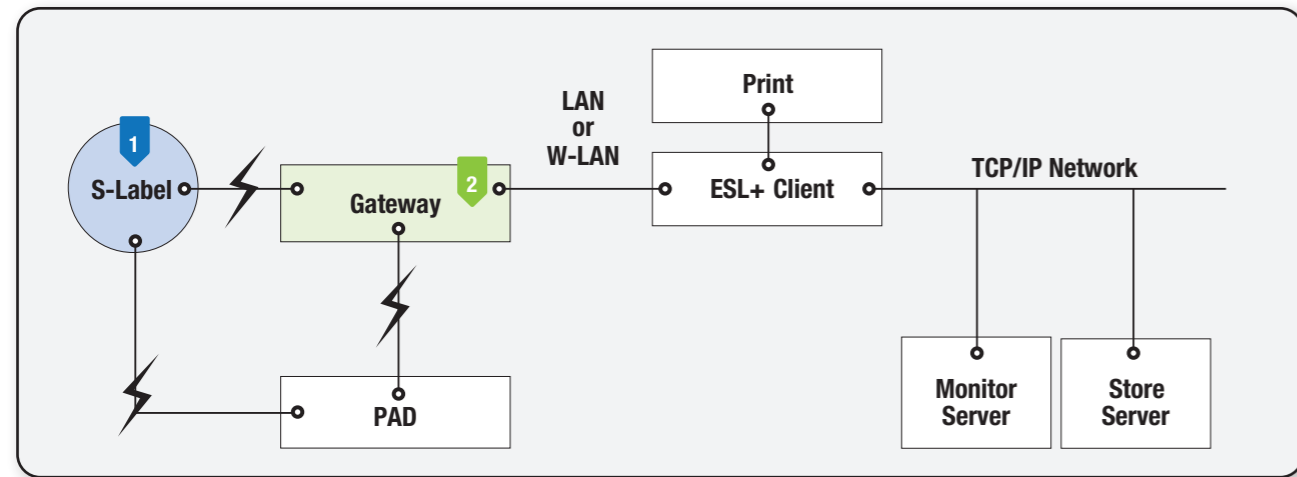 1
S-Label
2
Gateway
LAN
or
W-LAN
Print
ESL+ Client
TCP/IP Network
PAD
Monitor
Server
Store
Server